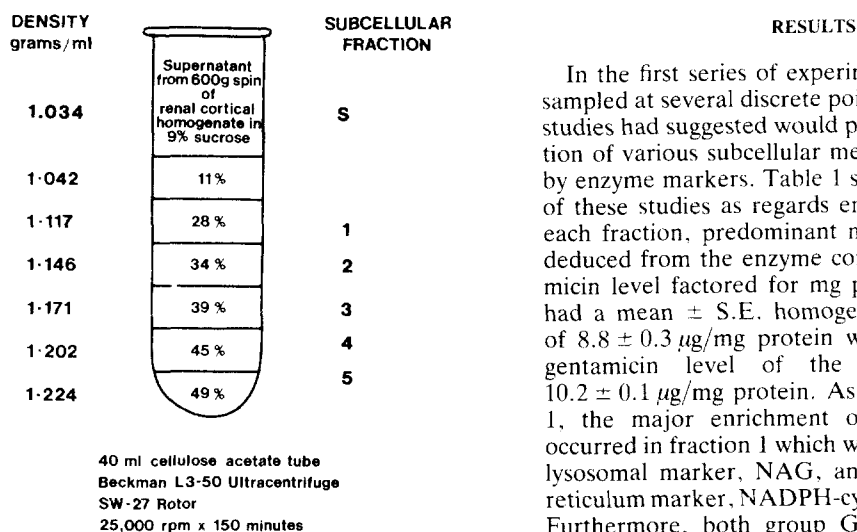 DENSITY
grams/ml
SUBCELLULAR
FRACTION
Supernatant
from 600g spin
of
renal cortical
homogenate in
9% sucrose
1.034
S
1·042
11%
1·117
28%
1
1·146
34%
2
1·171
39%
3
1·202
45%
4
1·224
49%
5
40 ml cellulose acetate tube
Beckman L3-50 Ultracentrifuge
SW-27 Rotor
25,000 rpm x 150 minutes
RESULTS
In the first series of experi
sampled at several discrete poi
studies had suggested would p
tion of various subcellular me
by enzyme markers. Table 1 s
of these studies as regards e
each fraction, predominant
deduced from the enzyme co
micin level factored for mg p
had a mean ± S.E. homoge
of 8.8 ± 0.3 µg/mg protein w
gentamicin level of the
10.2 ± 0.1 µg/mg protein. As
1, the major enrichment o
occurred in fraction 1 which w
lysosomal marker, NAG, an
reticulum marker, NADPH-cy
Furthermore, both group G